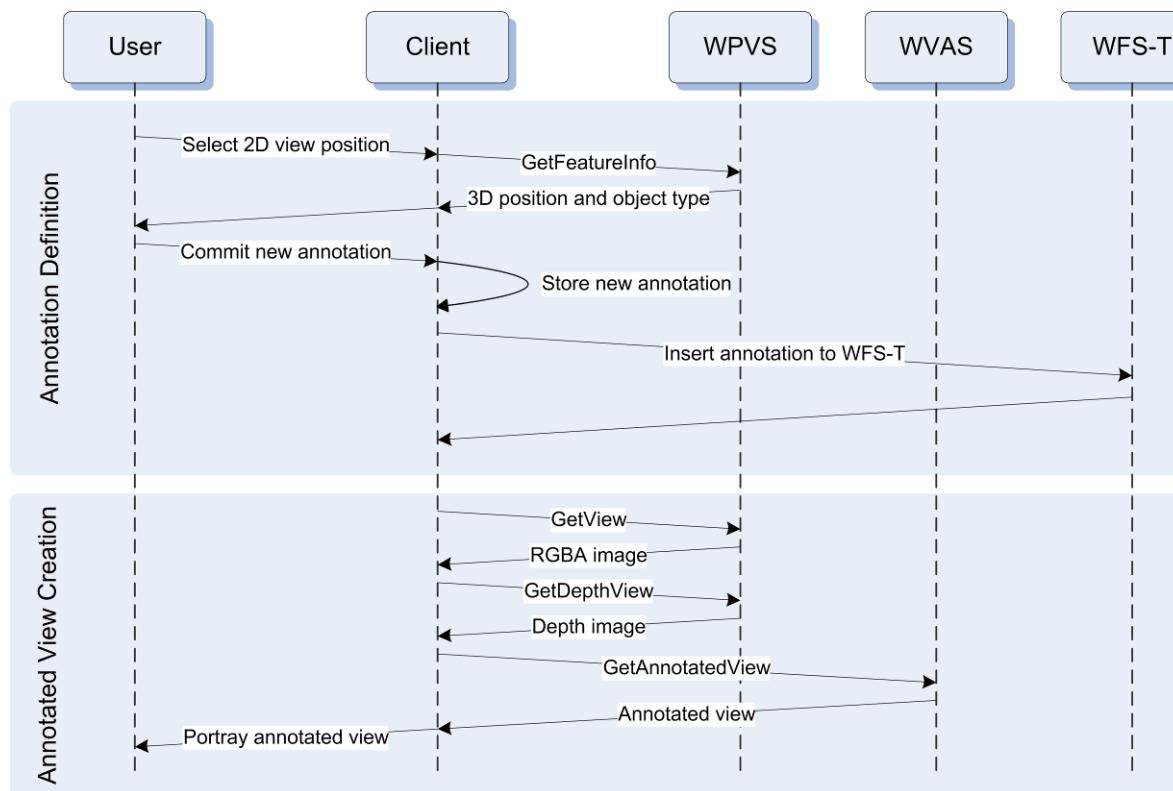 User
Client
WPVS
WVAS
WFS-T
Annotation Definition
Select 2D view position
GetFeatureInfo
3D position and object type
Commit new annotation
Store new annotation
Insert annotation to WFS-T
Annotated View Creation
GetView
RGBA image
GetDepthView
Depth image
GetAnnotatedView
Annotated view
Portray annotated view